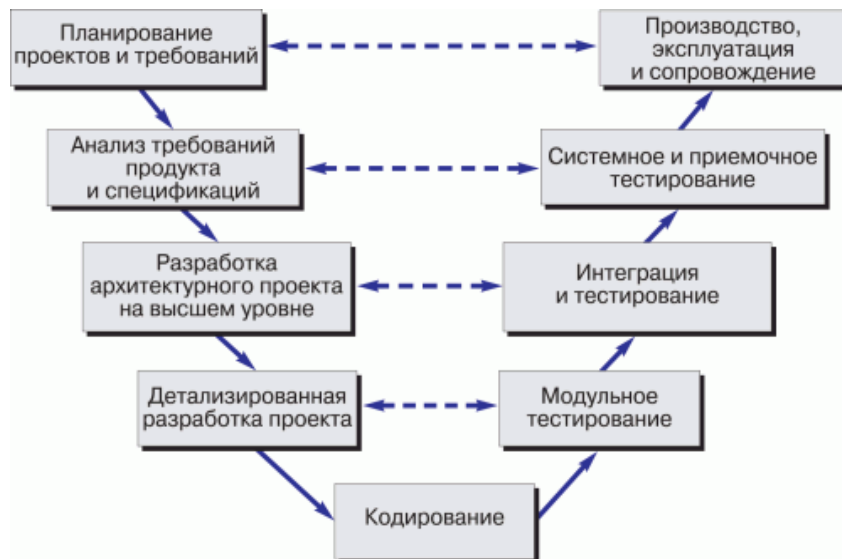 Планирование
проектов и требований
Производство,
эксплуатация
и сопровождение
Анализ требований
продукта
и спецификаций
Системное и приемочное
тестирование
Разработка
архитектурного проекта
на высшем уровне
Интеграция
и тестирование
Детализированная
разработка проекта
Модульное
тестирование
Кодирование